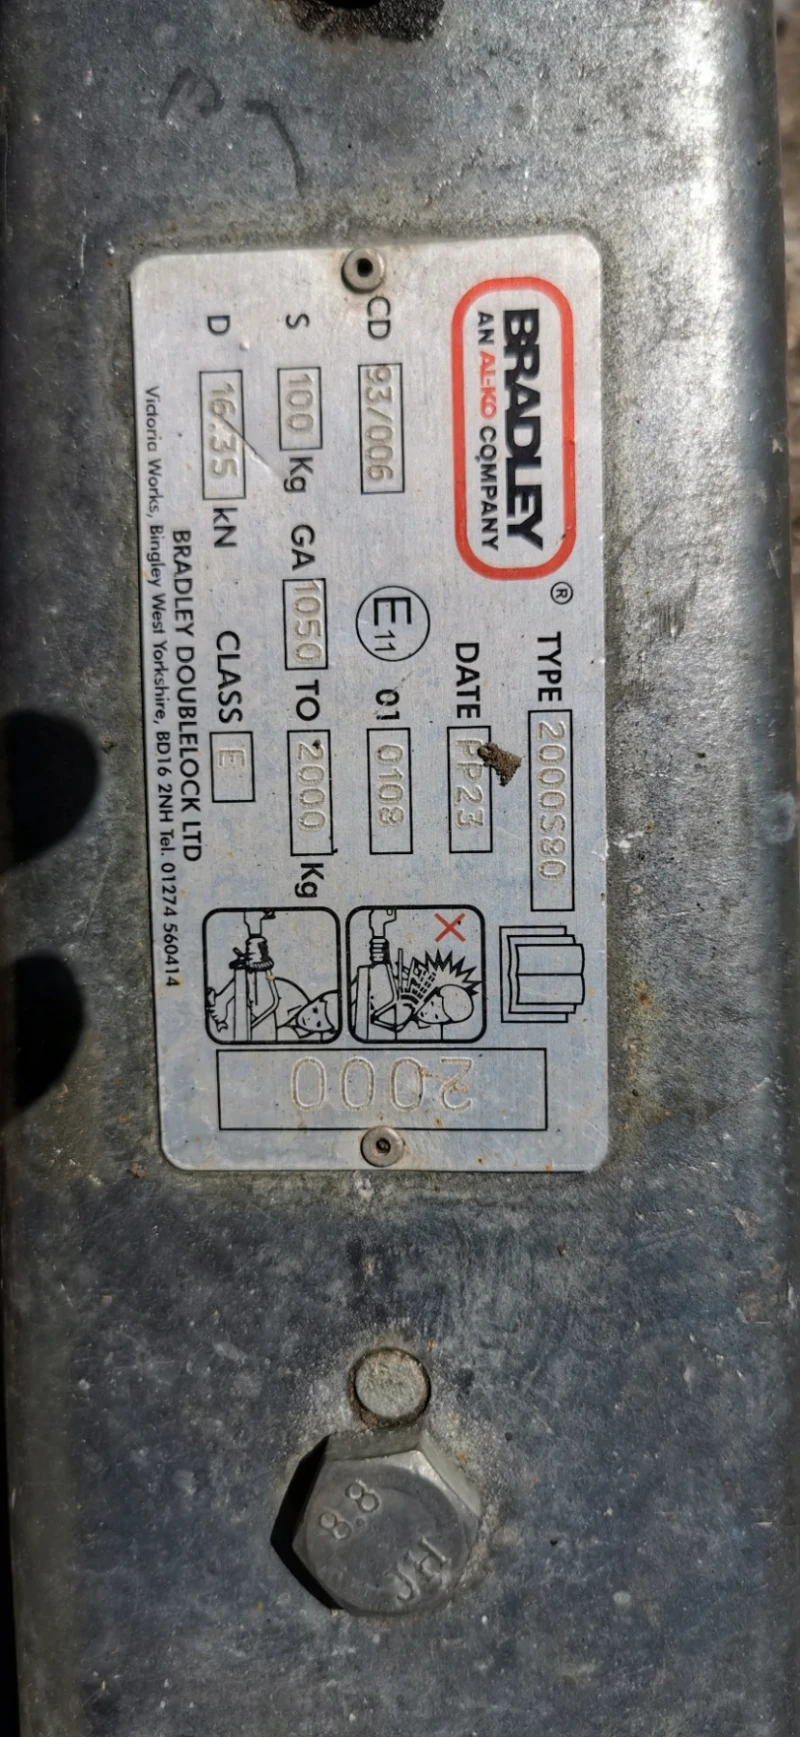 BRADLEY
AN AL-KO COMPANY
®
TYPE 2000S80
DATE PP23
CD 93/006
E11 01 0108
S 100 Kg GA 1050 TO 2000 Kg
D 16.35 kN CLASS E
BRADLEY DOUBLELOCK LTD
Victoria Works, Bingley West Yorkshire, BD16 2NH Tel. 01274 560414
2000
8.8